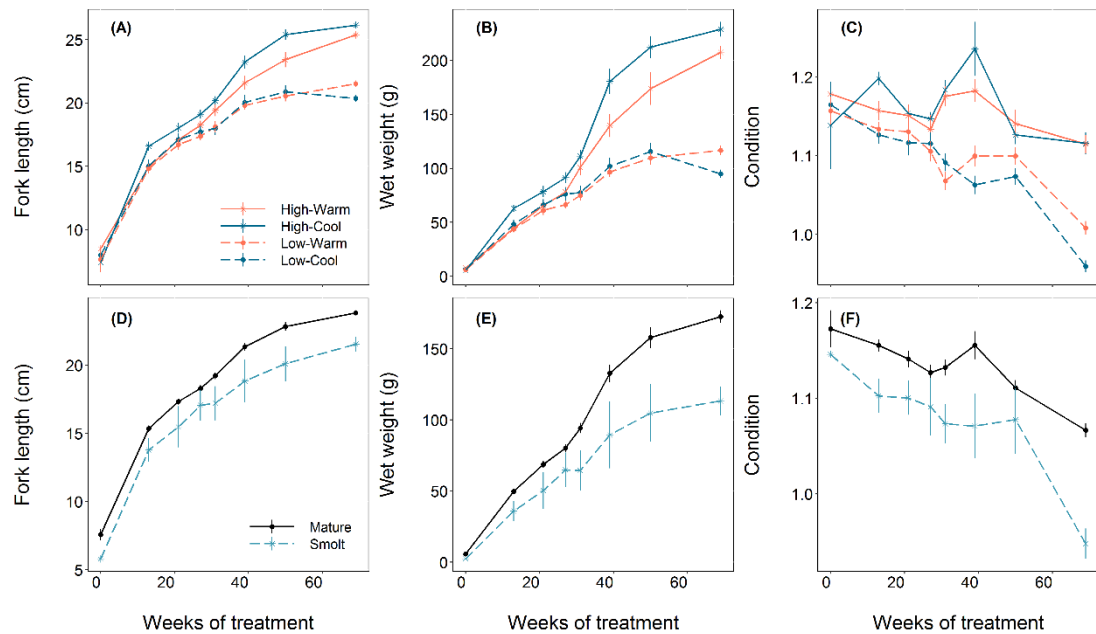 (A)
Fork length (cm)
25
20
15
10
High-Warm
High-Cool
Low-Warm
Low-Cool
(B)
Wet weight (g)
200
150
100
50
0
(C)
Condition
1.2
1.1
1.0
(D)
Fork length (cm)
20
15
10
5
Mature
Smolt
0 20 40 60
Weeks of treatment
(E)
Wet weight (g)
150
100
50
0
0 20 40 60
Weeks of treatment
(F)
Condition
1.2
1.1
1.0
0 20 40 60
Weeks of treatment